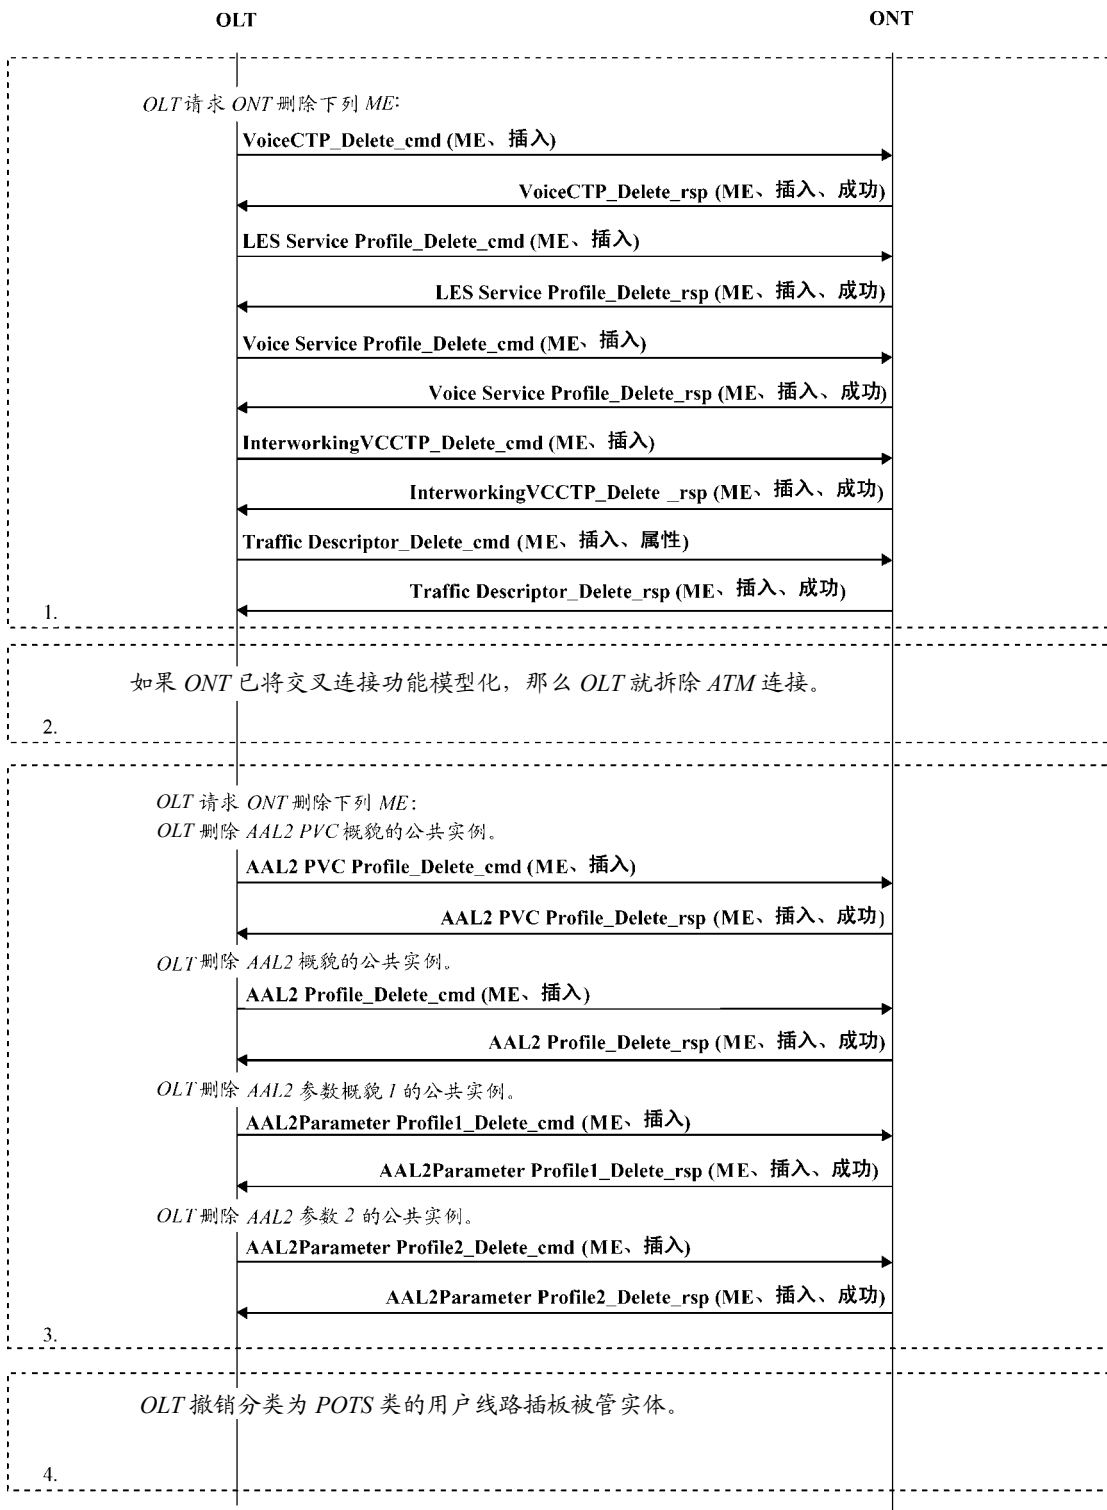 OLT
ONT
OLT 请求 ONT 删除下列 ME:
VoiceCTP_Delete_cmd (ME、插入)
VoiceCTP_Delete_rsp (ME、插入、成功)
LES Service Profile_Delete_cmd (ME、插入)
LES Service Profile_Delete_rsp (ME、插入、成功)
Voice Service Profile_Delete_cmd (ME、插入)
Voice Service Profile_Delete_rsp (ME、插入、成功)
InterworkingVCCTP_Delete_cmd (ME、插入)
InterworkingVCCTP_Delete _rsp (ME、插入、成功)
Traffic Descriptor_Delete_cmd (ME、插入、属性)
Traffic Descriptor_Delete_rsp (ME、插入、成功)
1.
如果 ONT 已将交叉连接功能模型化，那么 OLT 就拆除 ATM 连接。
2.
OLT 请求 ONT 删除下列 ME：
OLT 删除 AAL2 PVC 概貌的公共实例。
AAL2 PVC Profile_Delete_cmd (ME、插入)
AAL2 PVC Profile_Delete_rsp (ME、插入、成功)
OLT 删除 AAL2 概貌的公共实例。
AAL2 Profile_Delete_cmd (ME、插入)
AAL2 Profile_Delete_rsp (ME、插入、成功)
OLT 删除 AAL2 参数概貌 1 的公共实例。
AAL2Parameter Profile1_Delete_cmd (ME、插入)
AAL2Parameter Profile1_Delete_rsp (ME、插入、成功)
OLT 删除 AAL2 参数 2 的公共实例。
AAL2Parameter Profile2_Delete_cmd (ME、插入)
AAL2Parameter Profile2_Delete_rsp (ME、插入、成功)
3.
OLT 撤销分类为 POTS 类的用户线路插板被管实体。
4.